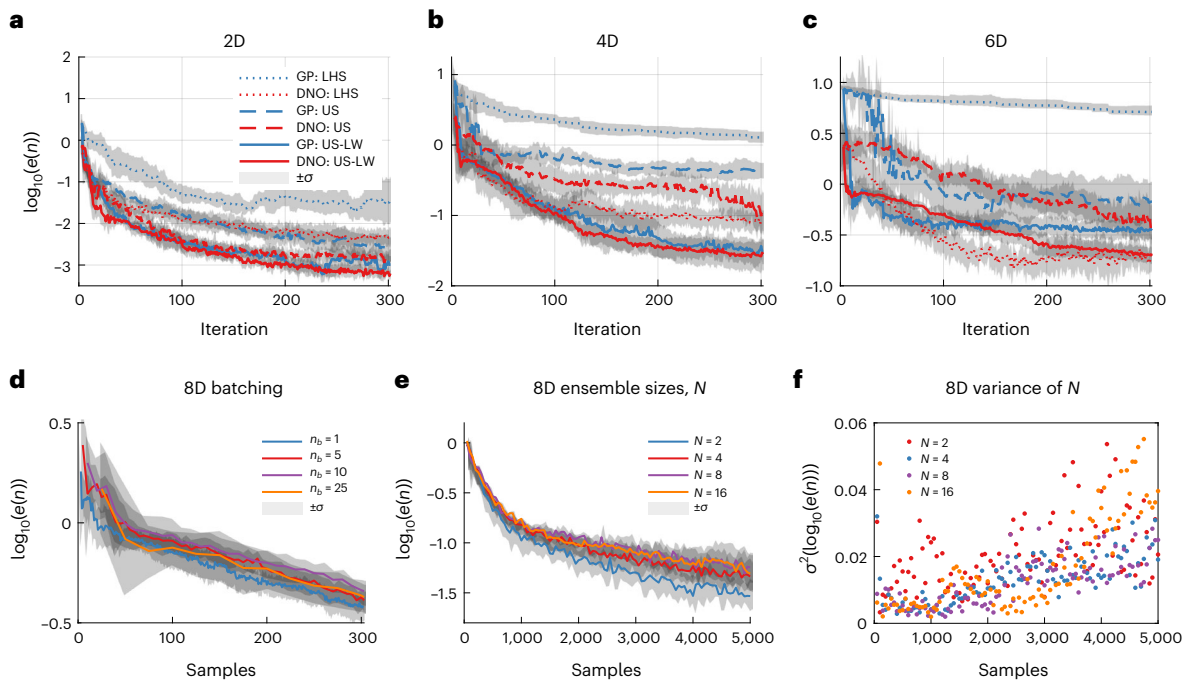 a
2D
log10(e(n))
2
1
0
−1
−2
−3
0
100
200
300
Iteration
GP: LHS
DNO: LHS
GP: US
DNO: US
GP: US-LW
DNO: US-LW
±σ
b
4D
1
0
−1
−2
0
100
200
300
Iteration
c
6D
1.0
0.5
0
−0.5
−1.0
0
100
200
300
Iteration
d
8D batching
log10(e(n))
0.5
0
−0.5
0
100
200
300
Samples
nb = 1
nb = 5
nb = 10
nb = 25
±σ
e
8D ensemble sizes, N
log10(e(n))
0
−0.5
−1.0
−1.5
0
1,000
2,000
3,000
4,000
5,000
Samples
N = 2
N = 4
N = 8
N = 16
±σ
f
8D variance of N
σ2(log10(e(n)))
0.06
0.04
0.02
0
0
1,000
2,000
3,000
4,000
5,000
Samples
N = 2
N = 4
N = 8
N = 16